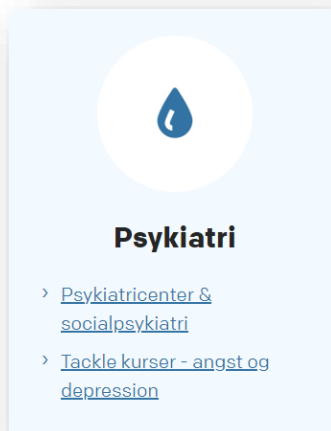 Psykiatri
Psykiatricenter &
socialpsykiatri
Tackle kurser - angst og
depression